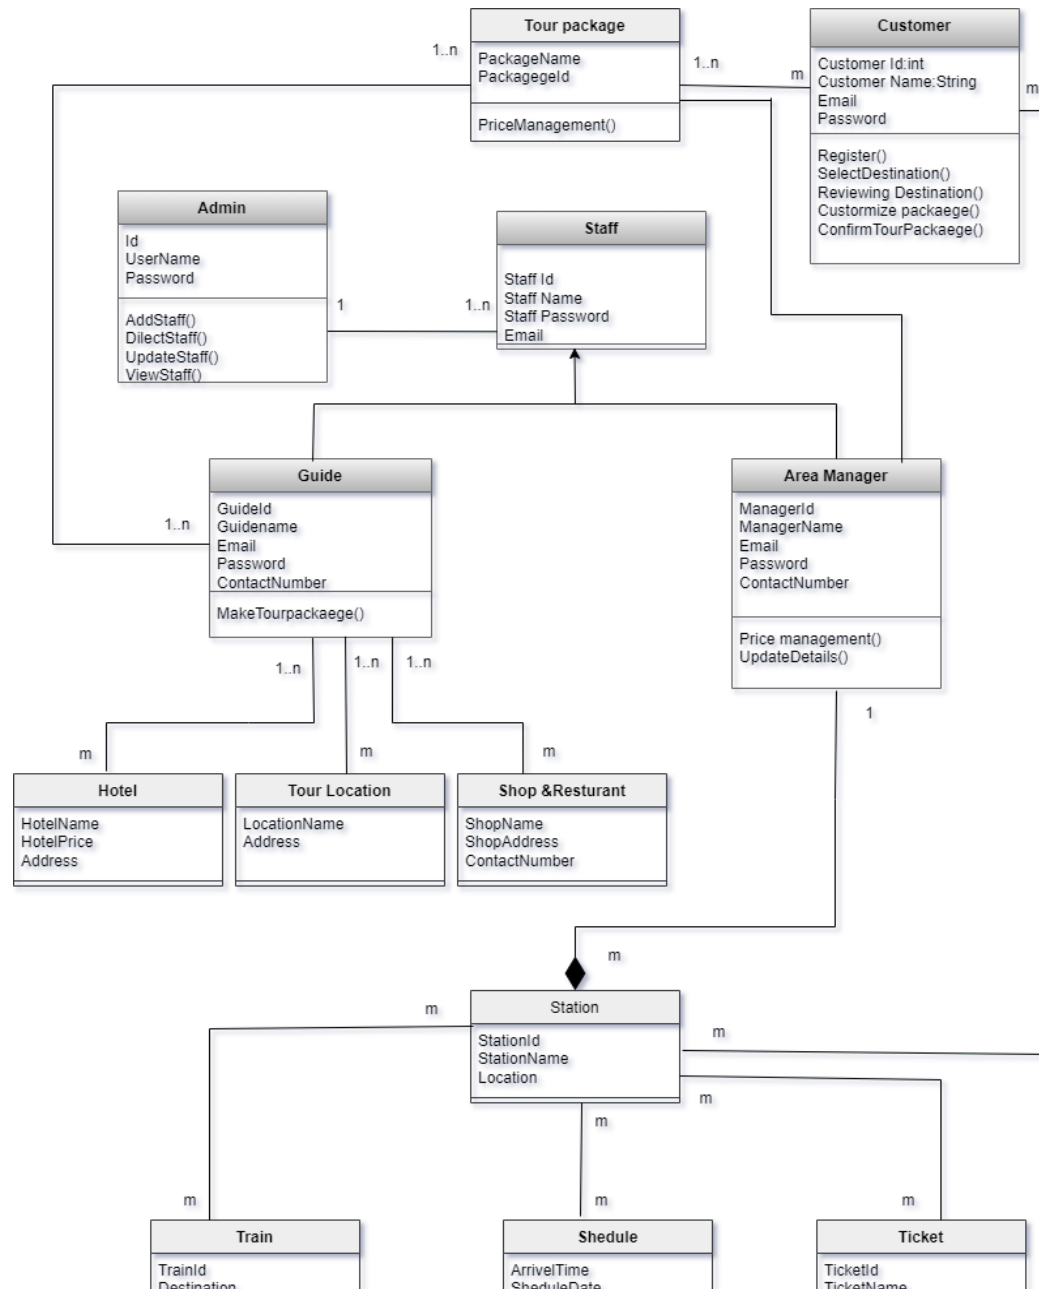 Tour package
PackageName
PackagegeId
PriceManagement()
1..n
1..n
m
Customer
Customer Id:int
Customer Name:String
Email
Password
Register()
SelectDestination()
Reviewing Destination()
Custormize packaege()
ConfirmTourPackaege()
m
Admin
Id
UserName
Password
AddStaff()
DilectStaff()
UpdateStaff()
ViewStaff()
1
1..n
Staff
Staff Id
Staff Name
Staff Password
Email
Guide
GuideId
Guidename
Email
Password
ContactNumber
MakeTourpackaege()
1..n
Area Manager
ManagerId
ManagerName
Email
Password
ContactNumber
Price management()
UpdateDetails()
1..n
1..n
1..n
1
m
m
m
Hotel
HotelName
HotelPrice
Address
Tour Location
LocationName
Address
Shop &Resturant
ShopName
ShopAddress
ContactNumber
m
Station
StationId
StationName
Location
m
m
m
m
m
m
m
Train
TrainId
Destination
Shedule
ArrivelTime
SheduleDate
Ticket
TicketId
TicketName